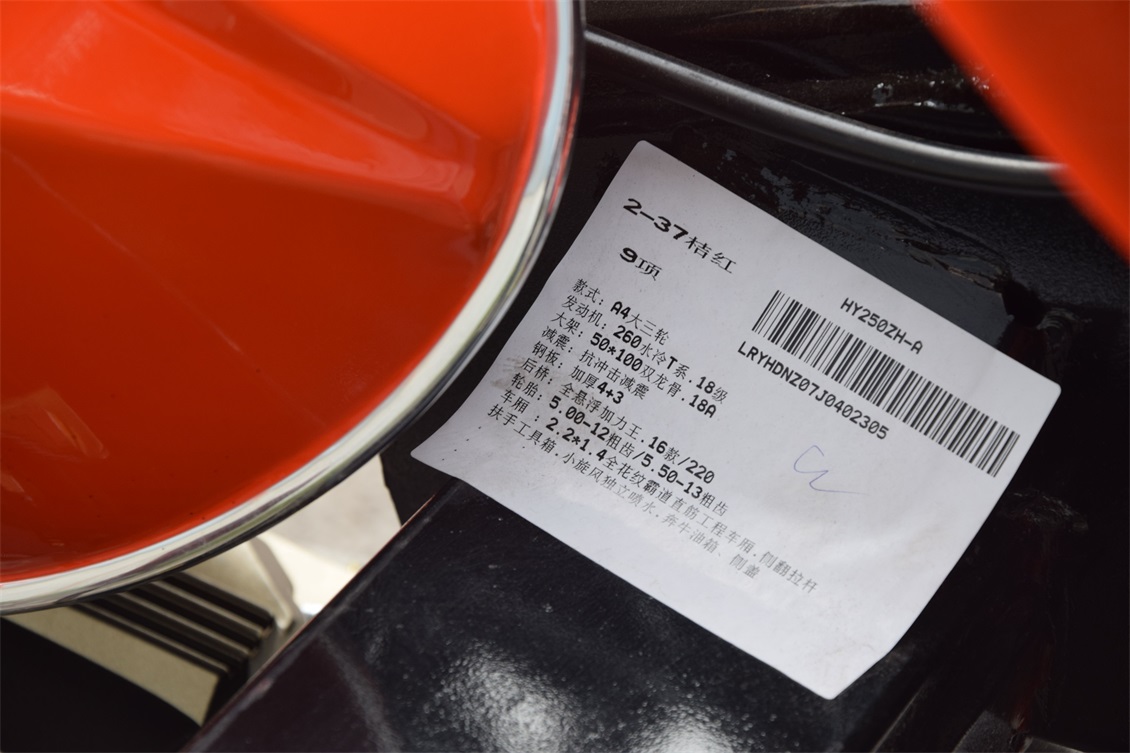 2-37桔红
9项
HY250ZH-A
LRYHDNZ07J0402305
款式: A4大三轮
发动机: 260水冷T系.18级
大架: 50*100双龙骨.18A
减震: 抗冲击减震
钢板: 加厚4+3
后桥: 全悬浮加力王.16款/220
轮胎: 5.00-12粗齿/5.50-13粗齿
车厢: 2.2*1.4全花纹霸道直筋工程车厢.侧翻拉杆
扶手工具箱.小旋风独立喷水.奔牛油箱、侧盖